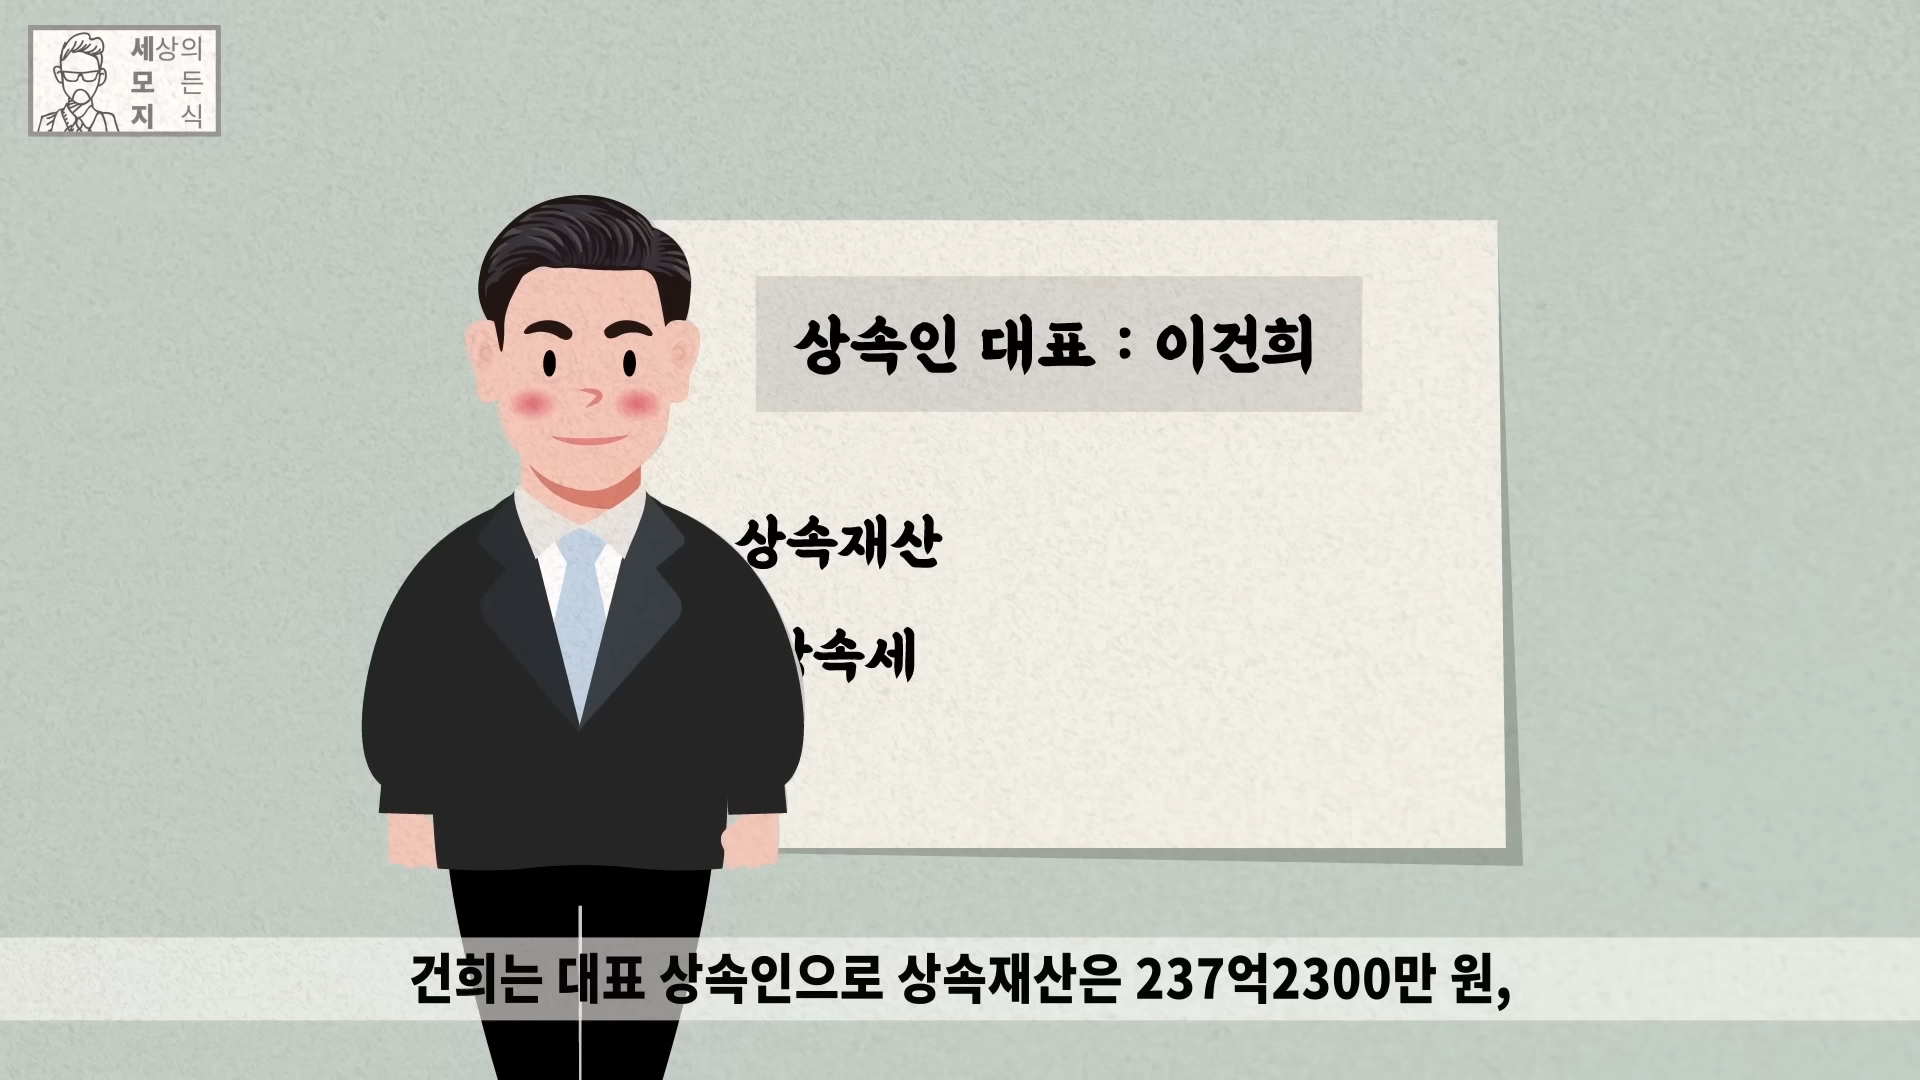 세상의
모든
지식
상속인 대표 : 이건희
상속재산
상속세
건희는 대표 상속인으로 상속재산은 237억2300만 원,